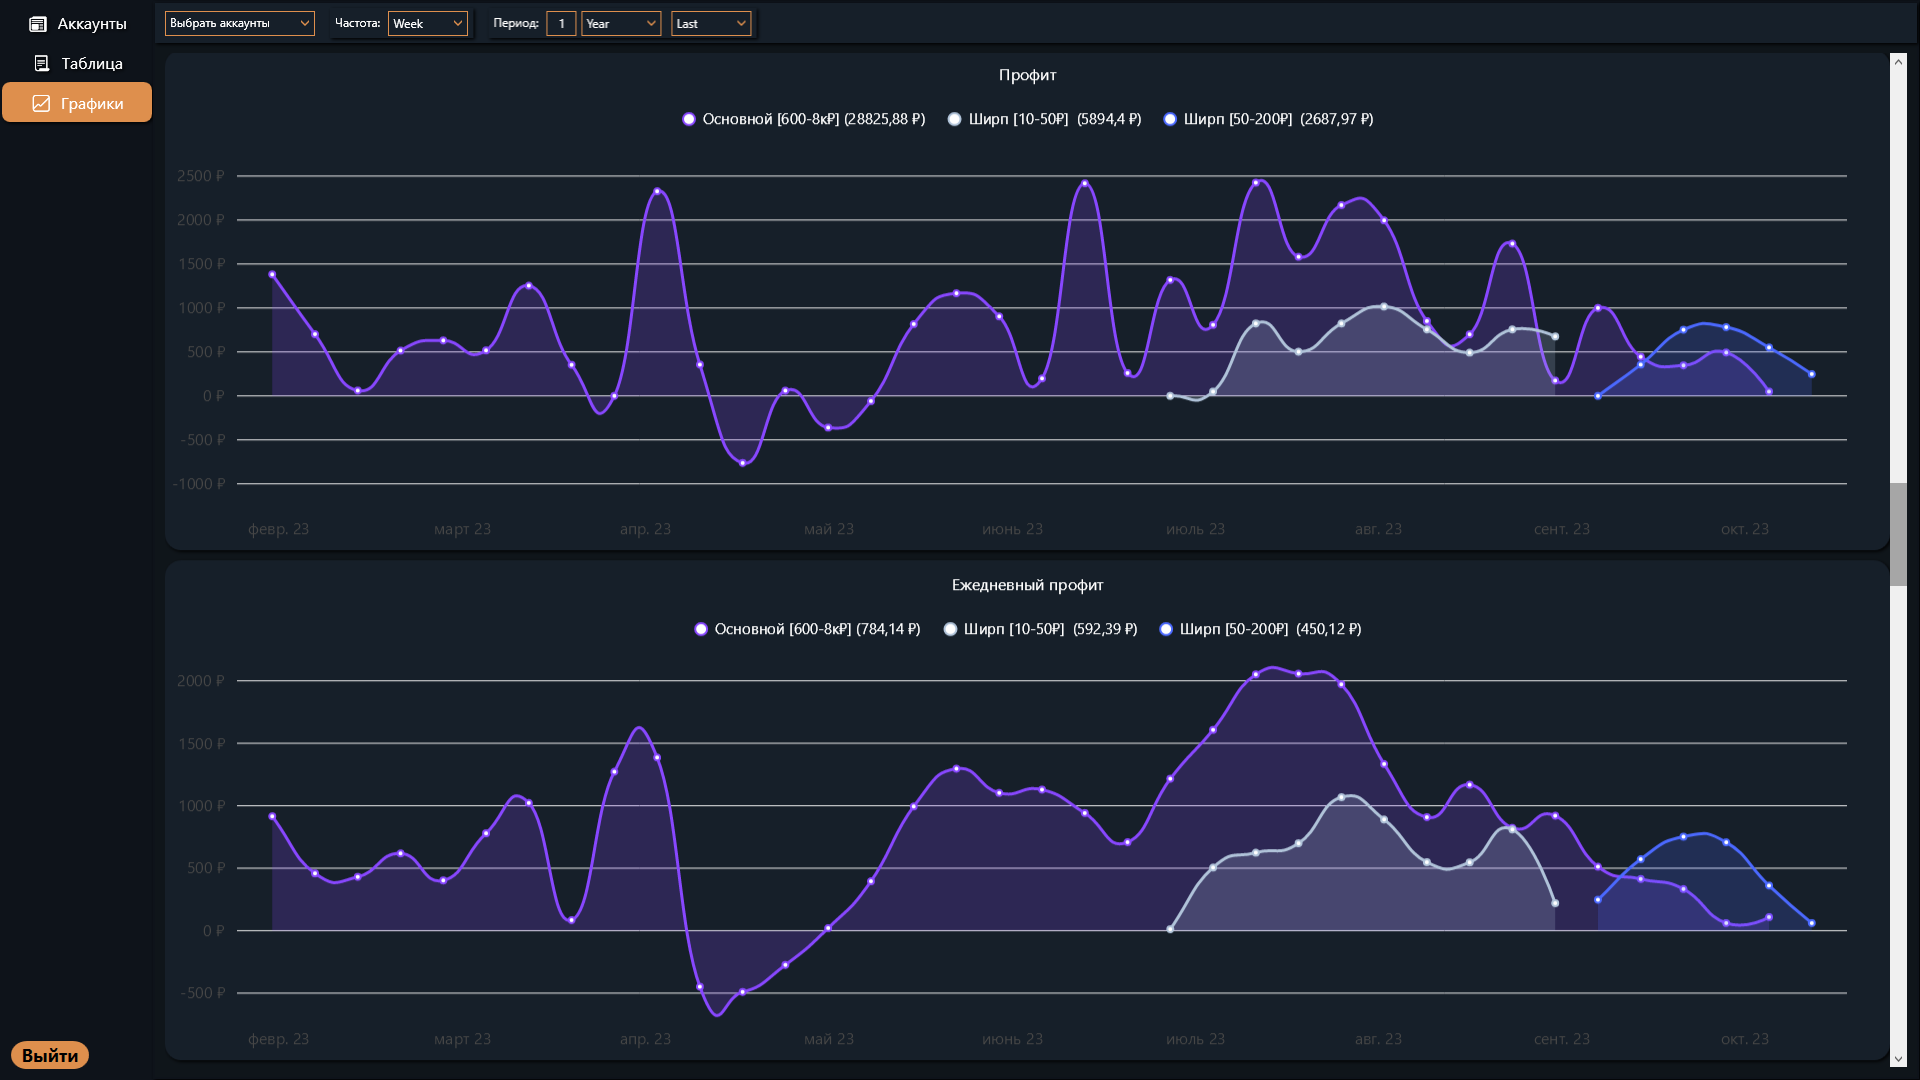 Аккаунты
Таблица
Графики
Выйти
Выбрать аккаунты
Частота: Week
Период: 1 Year Last
Профит
Основной [600-8к₽] (28825,88 ₽) Ширп [10-50₽] (5894,4 ₽) Ширп [50-200₽] (2687,97 ₽)
2500 ₽
2000 ₽
1500 ₽
1000 ₽
500 ₽
0 ₽
-500 ₽
-1000 ₽
февр. 23 март 23 апр. 23 май 23 июнь 23 июль 23 авг. 23 сент. 23 окт. 23
Ежедневный профит
Основной [600-8к₽] (784,14 ₽) Ширп [10-50₽] (592,39 ₽) Ширп [50-200₽] (450,12 ₽)
2000 ₽
1500 ₽
1000 ₽
500 ₽
0 ₽
-500 ₽
февр. 23 март 23 апр. 23 май 23 июнь 23 июль 23 авг. 23 сент. 23 окт. 23